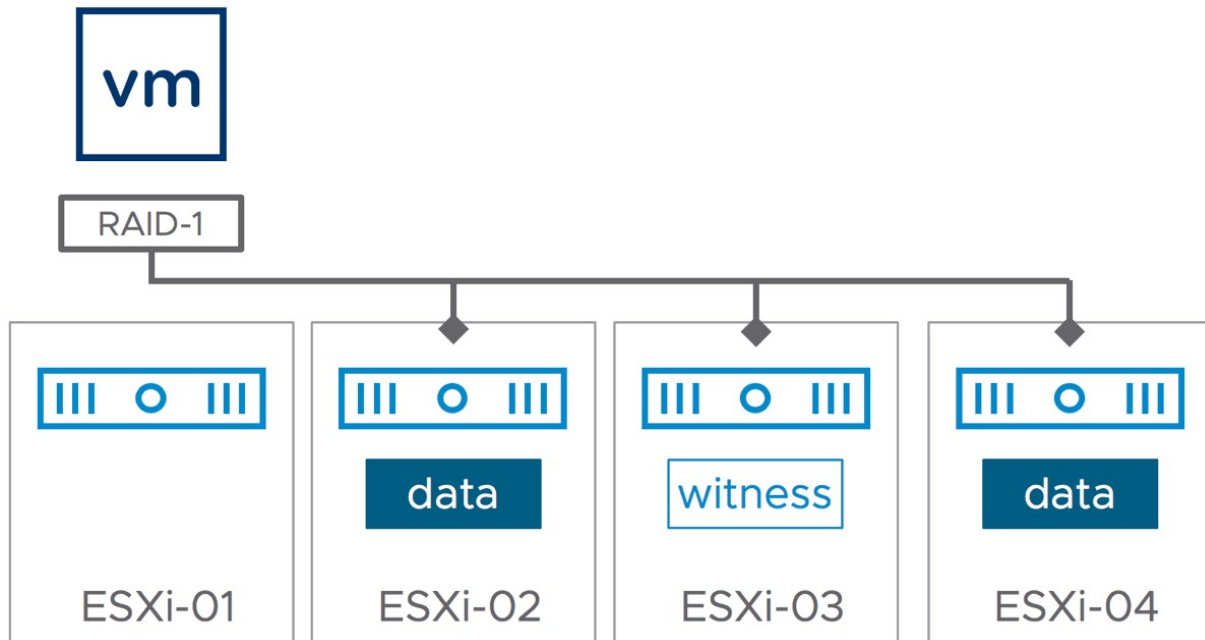 vm
RAID-1
data
witness
data
ESXi-01
ESXi-02
ESXi-03
ESXi-04